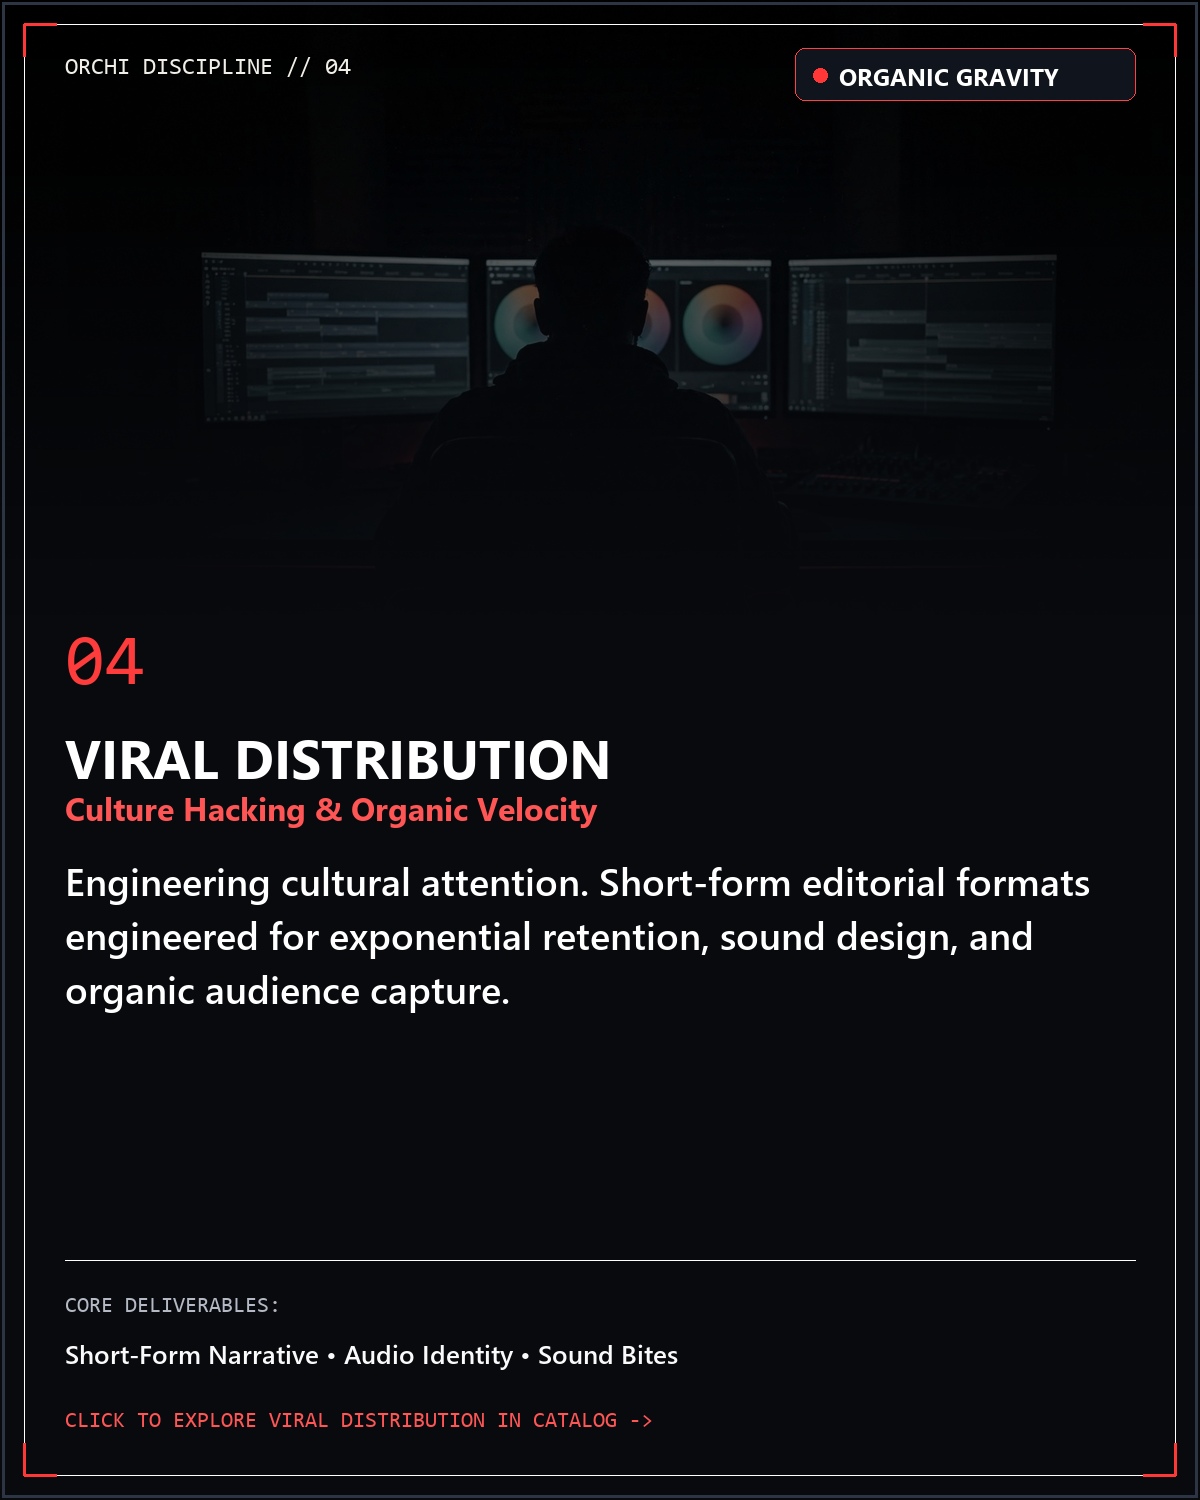 ORCHI DISCIPLINE // 04
ORGANIC GRAVITY
04
VIRAL DISTRIBUTION
Culture Hacking & Organic Velocity
Engineering cultural attention. Short-form editorial formats
engineered for exponential retention, sound design, and
organic audience capture.
CORE DELIVERABLES:
Short-Form Narrative • Audio Identity • Sound Bites
CLICK TO EXPLORE VIRAL DISTRIBUTION IN CATALOG ->